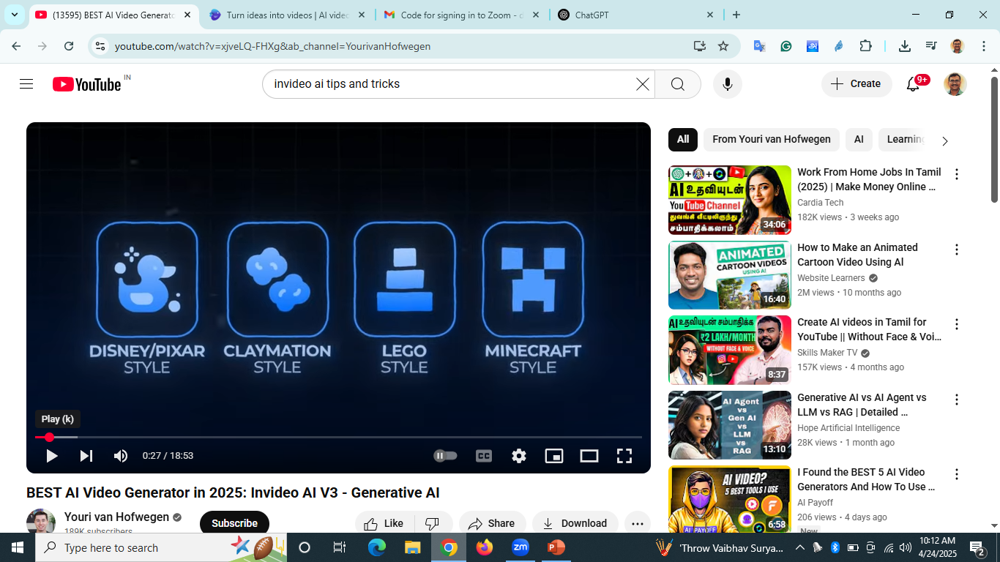 (13595) BEST AI Video Generato
Turn ideas into videos | AI video
Code for signing in to Zoom - d
ChatGPT
youtube.com/watch?v=xjveLQ-FHXg&ab_channel=YourivanHofwegen
YouTube IN
invideo ai tips and tricks
Create
9+
DISNEY/PIXAR
STYLE
CLAYMATION
STYLE
LEGO
STYLE
MINECRAFT
STYLE
Play (k)
0:27 / 18:53
CC
BEST AI Video Generator in 2025: Invideo AI V3 - Generative AI
Youri van Hofwegen
189K subscribers
Subscribe
Like
Share
Download
All
From Youri van Hofwegen
AI
Learning
AI உதவியுடன்
YouTube Channel
துவங்கி வீட்டிலிருந்து
சம்பாதிக்கலாம்
34:06
Work From Home Jobs In Tamil
(2025) | Make Money Online ...
Cardia Tech
182K views • 3 weeks ago
ANIMATED
CARTOON VIDEOS
USING AI
16:40
How to Make an Animated
Cartoon Video Using AI
Website Learners
2M views • 10 months ago
AI உதவியுடன் சம்பாதிக்க
₹2 LAKH/MONTH
WITHOUT FACE & VOICE
8:37
Create AI videos in Tamil for
YouTube || Without Face & Voi...
Skills Maker TV
157K views • 4 months ago
AI Agent
vs
Gen AI
vs
LLM
vs
RAG
13:10
Generative AI vs AI Agent vs
LLM vs RAG | Detailed ...
Hope Artificial Intelligence
28K views • 1 month ago
AI VIDEO?
5 BEST TOOLS I USE
AI PAYOFF
6:58
I Found the BEST 5 AI Video
Generators And How To Use ...
AI Payoff
206 views • 4 days ago
New
Type here to search
zm
'Throw Vaibhav Surya...
10:12 AM
4/24/2025
2